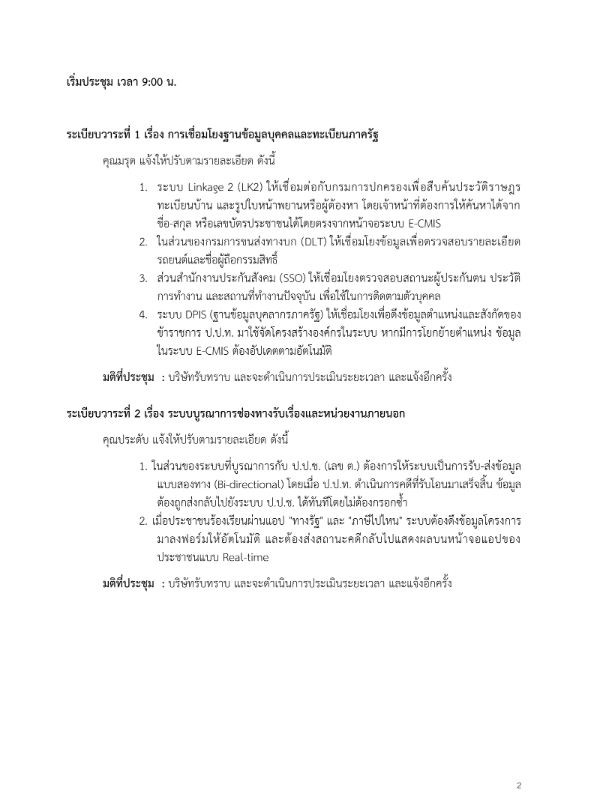 เริ่มประชุม เวลา 9:00 น.
ระเบียบวาระที่ 1 เรื่อง การเชื่อมโยงฐานข้อมูลบุคคลและทะเบียนภาครัฐ
คุณมรุต แจ้งให้ปรับตามรายละเอียด ดังนี้
1. ระบบ Linkage 2 (LK2) ให้เชื่อมต่อกับกรมการปกครองเพื่อสืบค้นประวัติราษฎร
ทะเบียนบ้าน และรูปใบหน้าพยานหรือผู้ต้องหา โดยเจ้าหน้าที่ต้องการให้ค้นหาได้จาก
ชื่อ-สกุล หรือเลขบัตรประชาชนได้โดยตรงจากหน้าจอระบบ E-CMIS
2. ในส่วนของกรมการขนส่งทางบก (DLT) ให้เชื่อมโยงข้อมูลเพื่อตรวจสอบรายละเอียด
รถยนต์และชื่อผู้ถือกรรมสิทธิ์
3. ส่วนสำนักงานประกันสังคม (SSO) ให้เชื่อมโยงตรวจสอบสถานะผู้ประกันตน ประวัติ
การทำงาน และสถานที่ทำงานปัจจุบัน เพื่อใช้ในการติดตามตัวบุคคล
4. ระบบ DPIS (ฐานข้อมูลบุคลากรภาครัฐ) ให้เชื่อมโยงเพื่อดึงข้อมูลตำแหน่งและสังกัดของ
ข้าราชการ ป.ป.ท. มาใช้จัดโครงสร้างองค์กรในระบบ หากมีการโยกย้ายตำแหน่ง ข้อมูล
ในระบบ E-CMIS ต้องอัปเดตตามอัตโนมัติ
มติที่ประชุม : บริษัทรับทราบ และจะดำเนินการประเมินระยะเวลา และแจ้งอีกครั้ง
ระเบียบวาระที่ 2 เรื่อง ระบบบูรณาการช่องทางรับเรื่องและหน่วยงานภายนอก
คุณประดับ แจ้งให้ปรับตามรายละเอียด ดังนี้
1. ในส่วนของระบบที่บูรณาการกับ ป.ป.ช. (เลข ต.) ต้องการให้ระบบเป็นการรับ-ส่งข้อมูล
แบบสองทาง (Bi-directional) โดยเมื่อ ป.ป.ท. ดำเนินการคดีที่รับโอนมาเสร็จสิ้น ข้อมูล
ต้องถูกส่งกลับไปยังระบบ ป.ป.ช. ได้ทันทีโดยไม่ต้องกรอกซ้ำ
2. เมื่อประชาชนร้องเรียนผ่านแอป "ทางรัฐ" และ "ภาษีไปไหน" ระบบต้องดึงข้อมูลโครงการ
มาลงฟอร์มให้อัตโนมัติ และต้องส่งสถานะคดีกลับไปแสดงผลบนหน้าจอแอปของ
ประชาชนแบบ Real-time
มติที่ประชุม : บริษัทรับทราบ และจะดำเนินการประเมินระยะเวลา และแจ้งอีกครั้ง
2